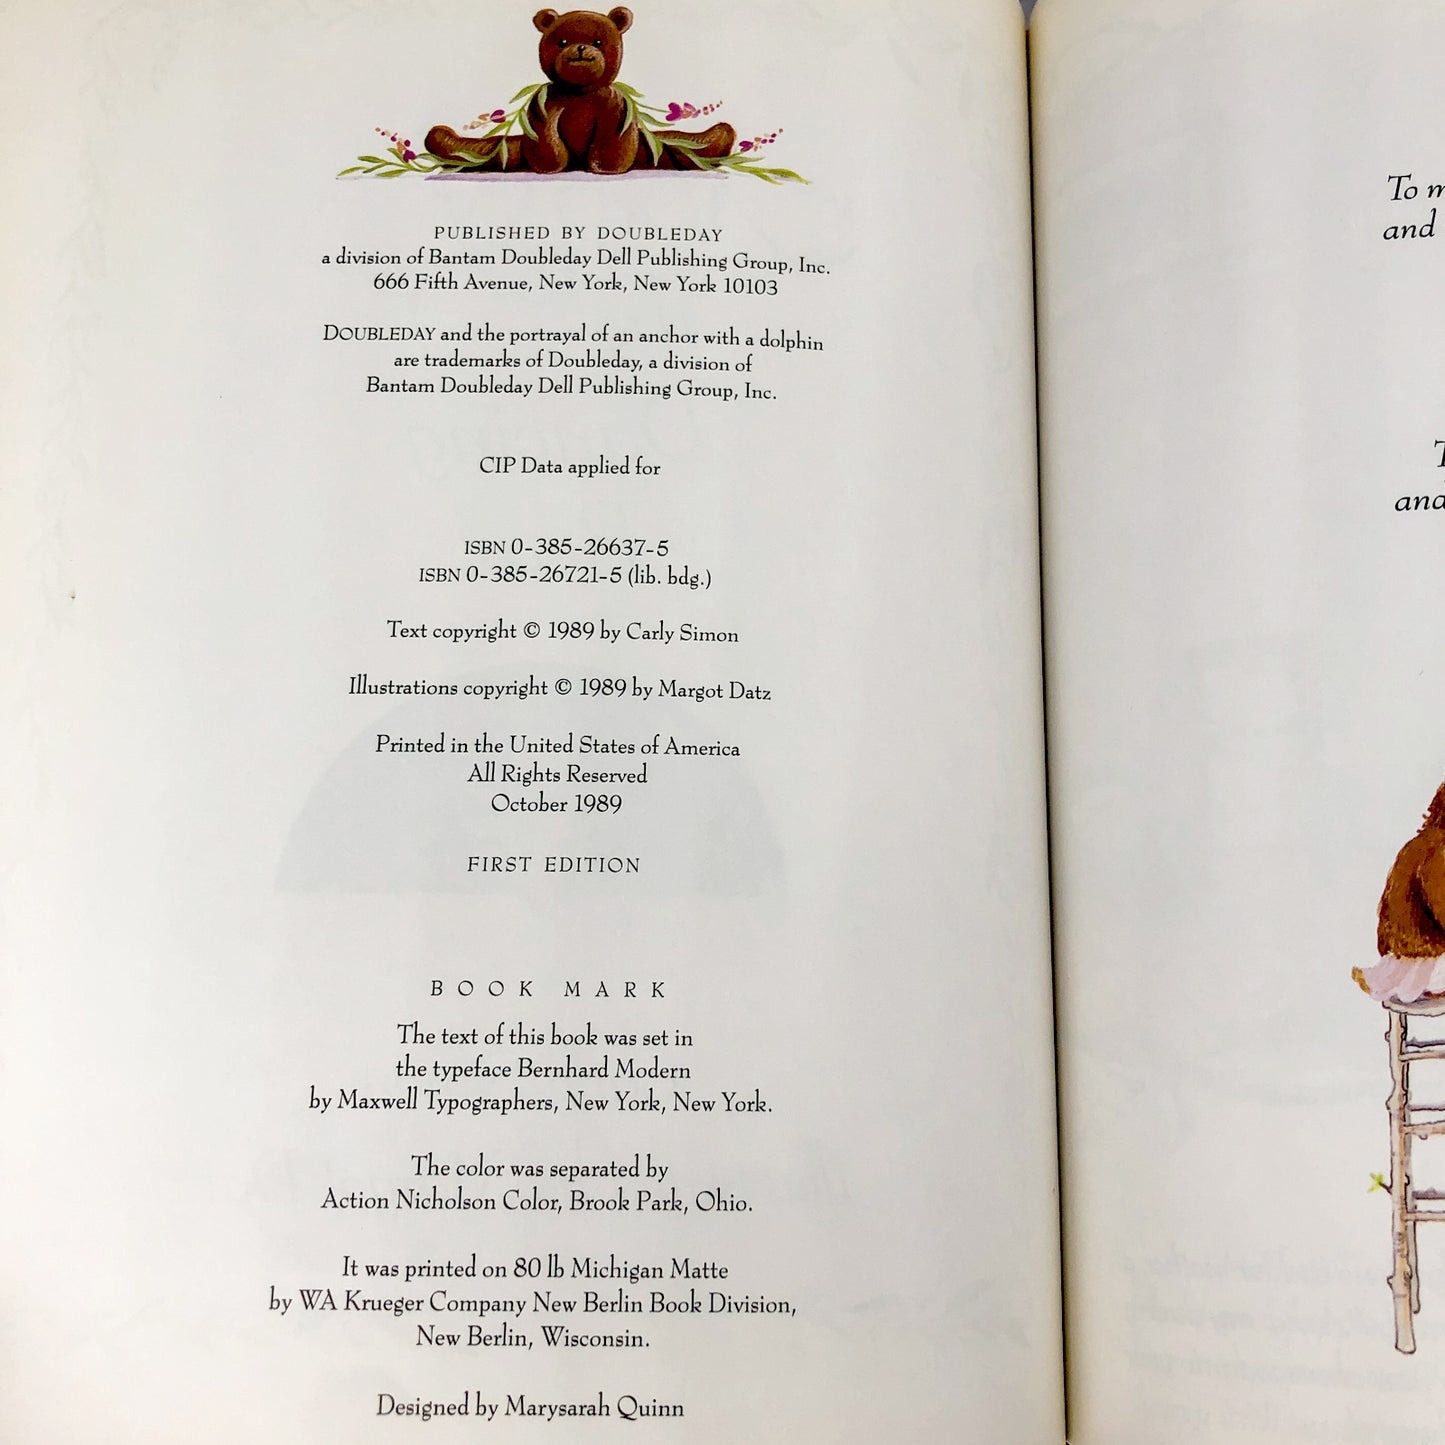 PUBLISHED BY DOUBLEDAY
a division of Bantam Doubleday Dell Publishing Group, Inc.
666 Fifth Avenue, New York, New York 10103
DOUBLEDAY and the portrayal of an anchor with a dolphin
are trademarks of Doubleday, a division of
Bantam Doubleday Dell Publishing Group, Inc.
CIP Data applied for
ISBN 0-385-26637-5
ISBN 0-385-26721-5 (lib. bdg.)
Text copyright © 1989 by Carly Simon
Illustrations copyright © 1989 by Margot Datz
Printed in the United States of America
All Rights Reserved
October 1989
FIRST EDITION
BOOK MARK
The text of this book was set in
the typeface Bernhard Modern
by Maxwell Typographers, New York, New York.
The color was separated by
Action Nicholson Color, Brook Park, Ohio.
It was printed on 80 lb Michigan Matte
by WA Krueger Company New Berlin Book Division,
New Berlin, Wisconsin.
Designed by Marysarah Quinn
To
and
and